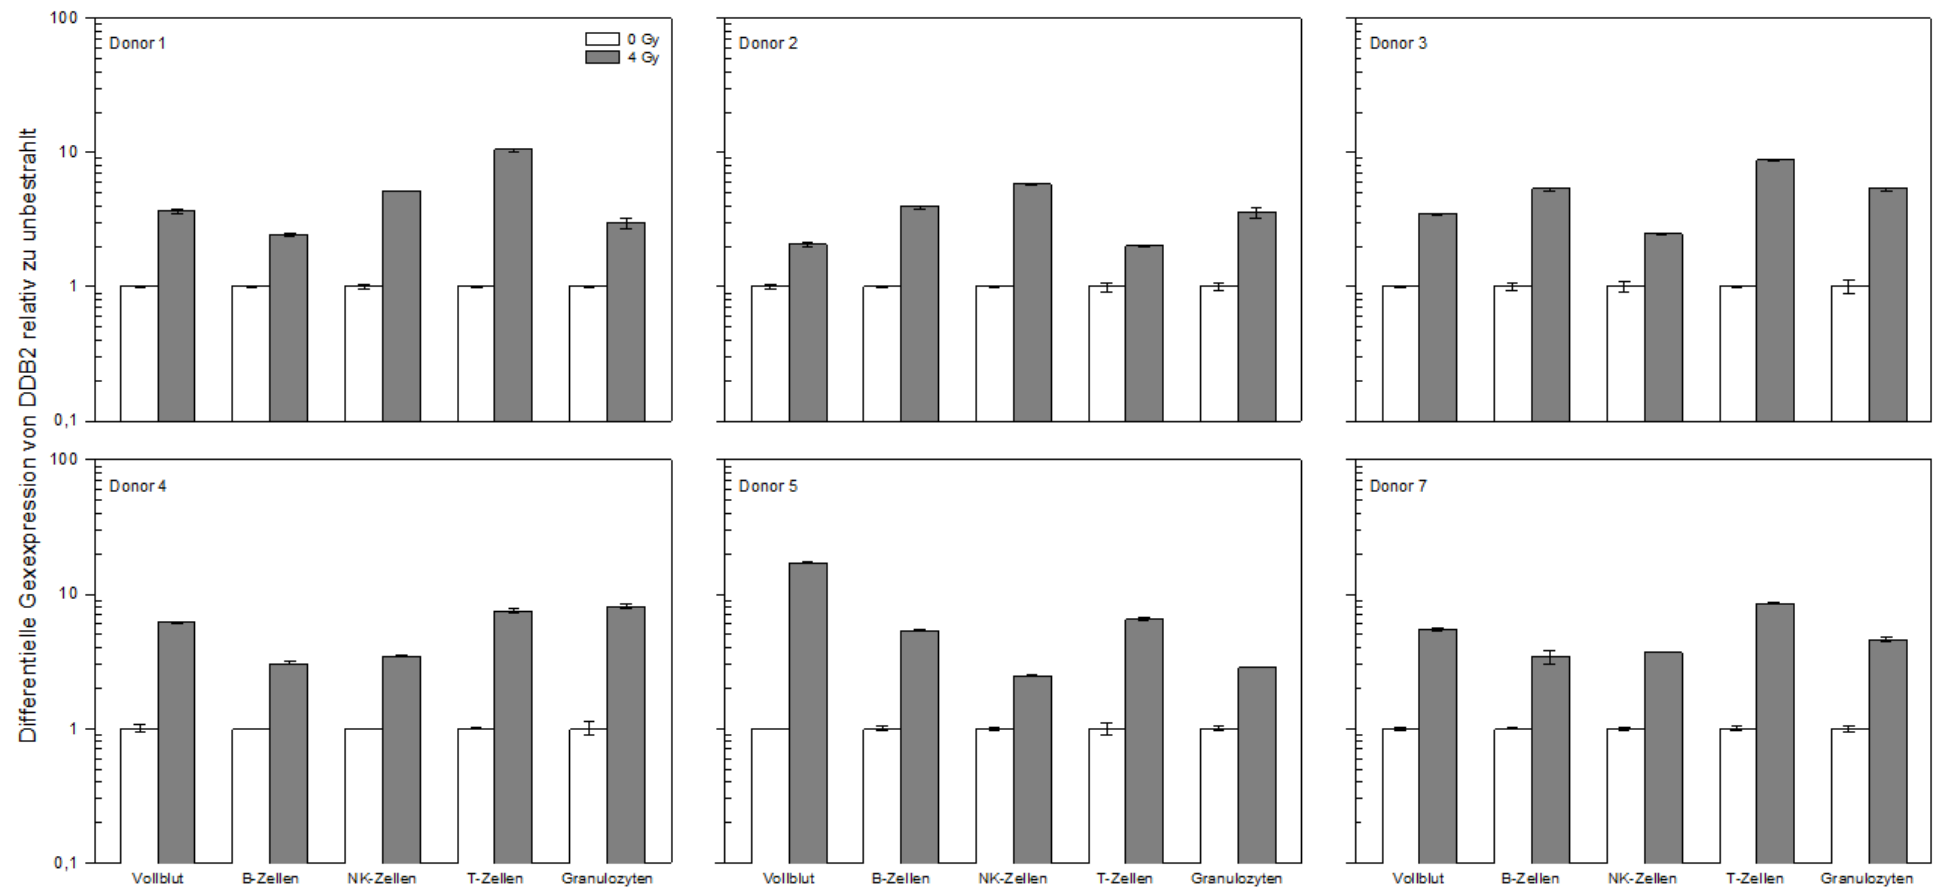 Differentielle Gexexpression von DDB2 relativ zu unbestrahlt
100
10
1
0,1
Donor 1
0 Gy
4 Gy
Donor 2
Donor 3
100
10
1
0,1
Donor 4
Donor 5
Donor 7
Vollblut B-Zellen NK-Zellen T-Zellen Granulozyten
Vollblut B-Zellen NK-Zellen T-Zellen Granulozyten
Vollblut B-Zellen NK-Zellen T-Zellen Granulozyten